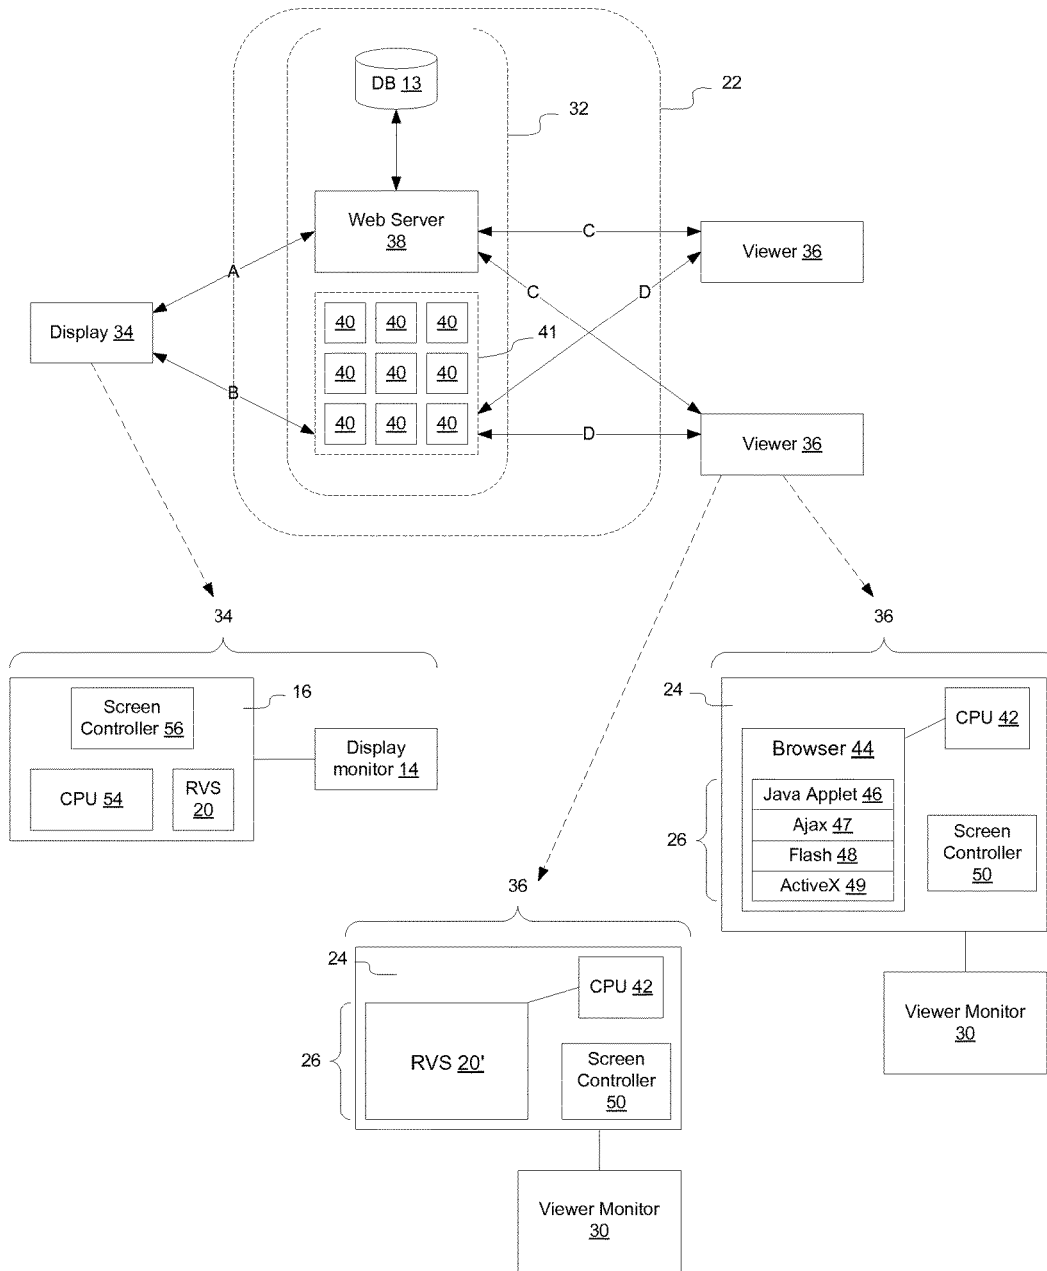 DB 13
22
32
Web Server
38
C
Viewer 36
A
C
D
40 40 40
41
Display 34
40 40 40
B
40 40 40
D
Viewer 36
34
36
16
24
Screen
Controller 56
CPU 42
Display
monitor 14
Browser 44
CPU 54
RVS
20
Java Applet 46
26
Ajax 47
Flash 48
ActiveX 49
Screen
Controller
50
36
24
CPU 42
Viewer Monitor
30
26
RVS 20'
Screen
Controller
50
Viewer Monitor
30